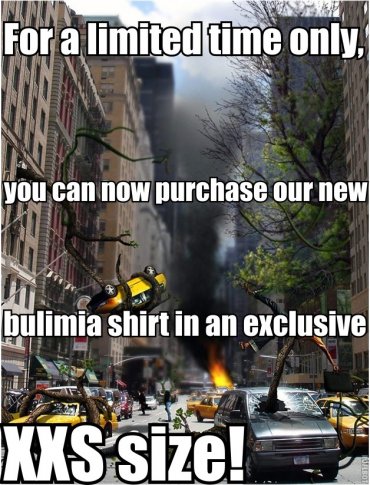 For a limited time only,
you can now purchase our new
bulimia shirt in an exclusive
XXS size!